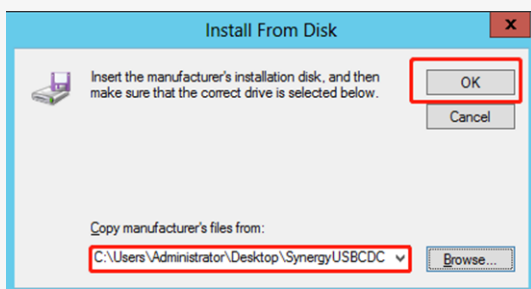 Install From Disk
x
Insert the manufacturer's installation disk, and then
make sure that the correct drive is selected below.
OK
Cancel
Copy manufacturer's files from:
C:\Users\Administrator\Desktop\SynergyUSBCDC
Browse...